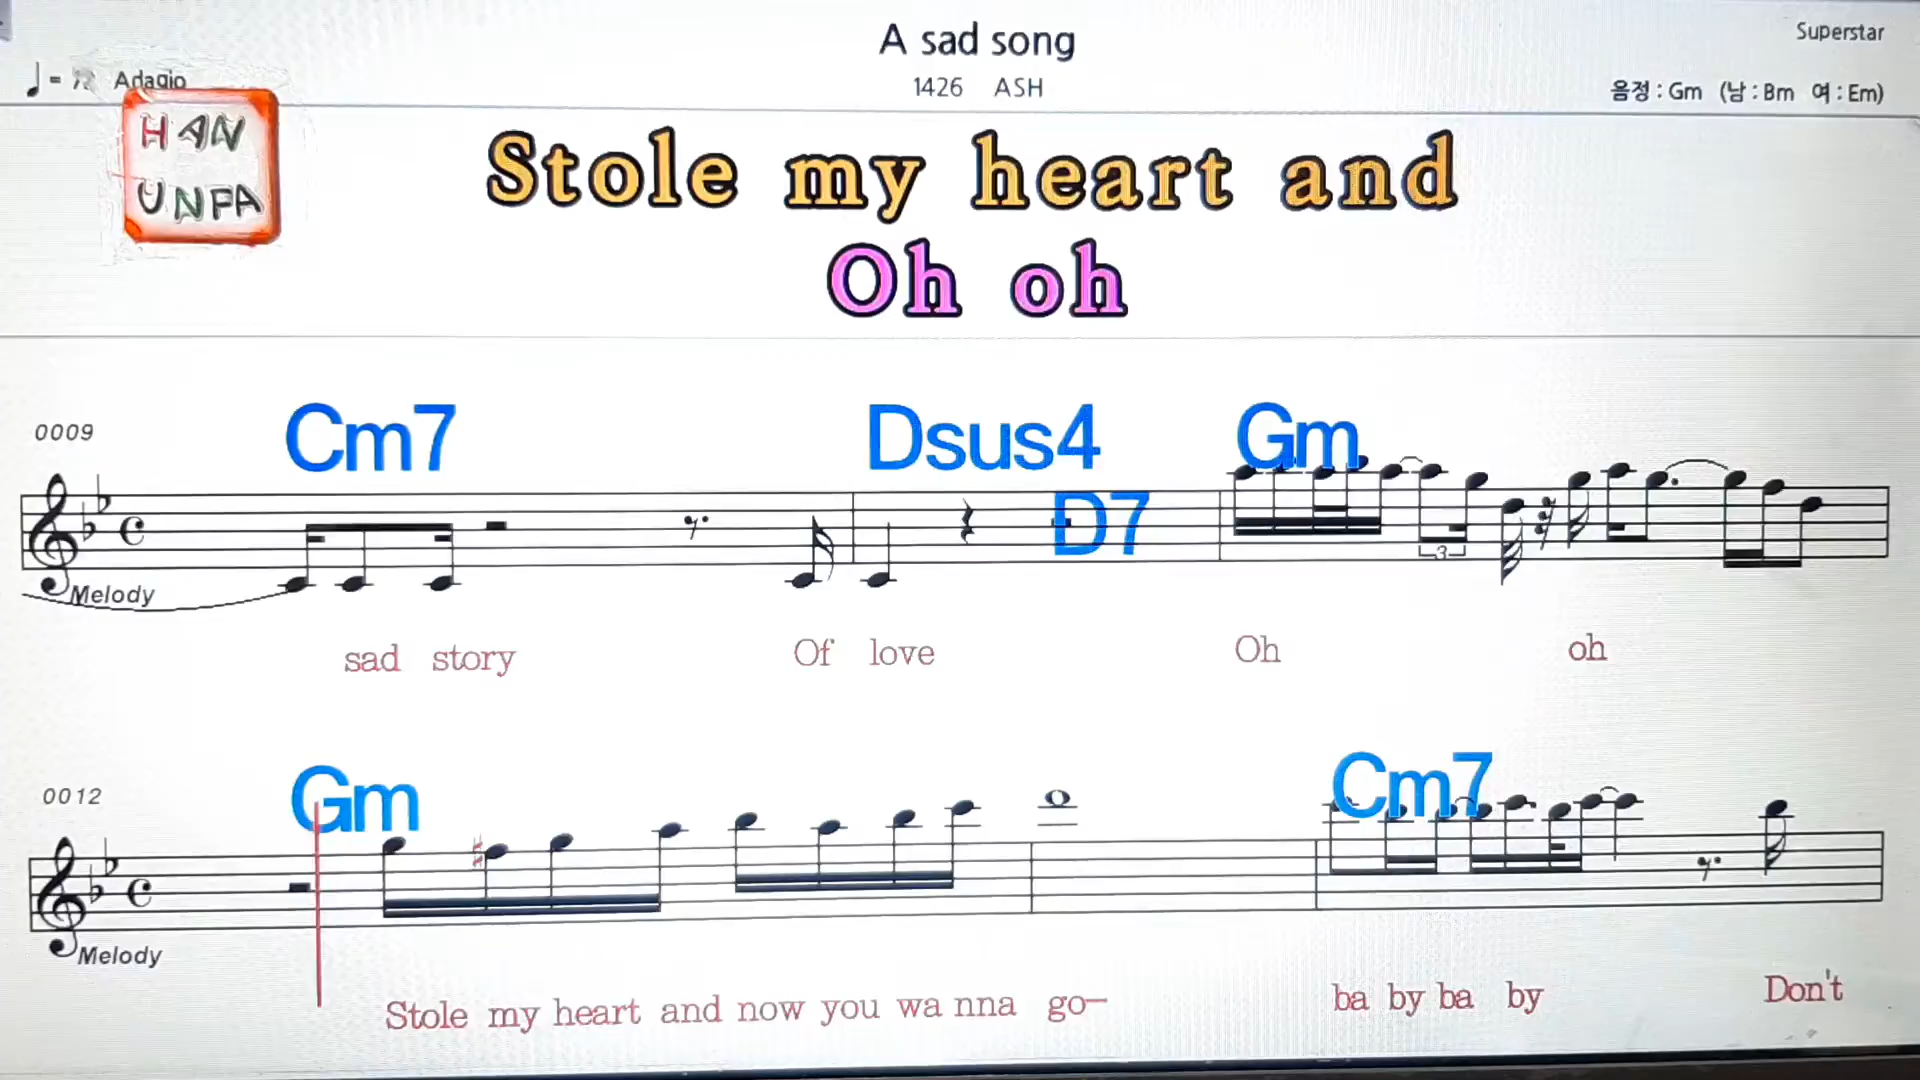 A sad song
Superstar
Adagio
1426 ASH
음정 : Gm (남 : Bm 여 : Em)
HAN
UNPA
Stole my heart and
Oh oh
0009
Cm7 Dsus4 D7 Gm
3
Melody
sad story Of love Oh oh
0012
Gm Cm7
Melody
Stole my heart and now you wa nna go— ba by ba by Don't